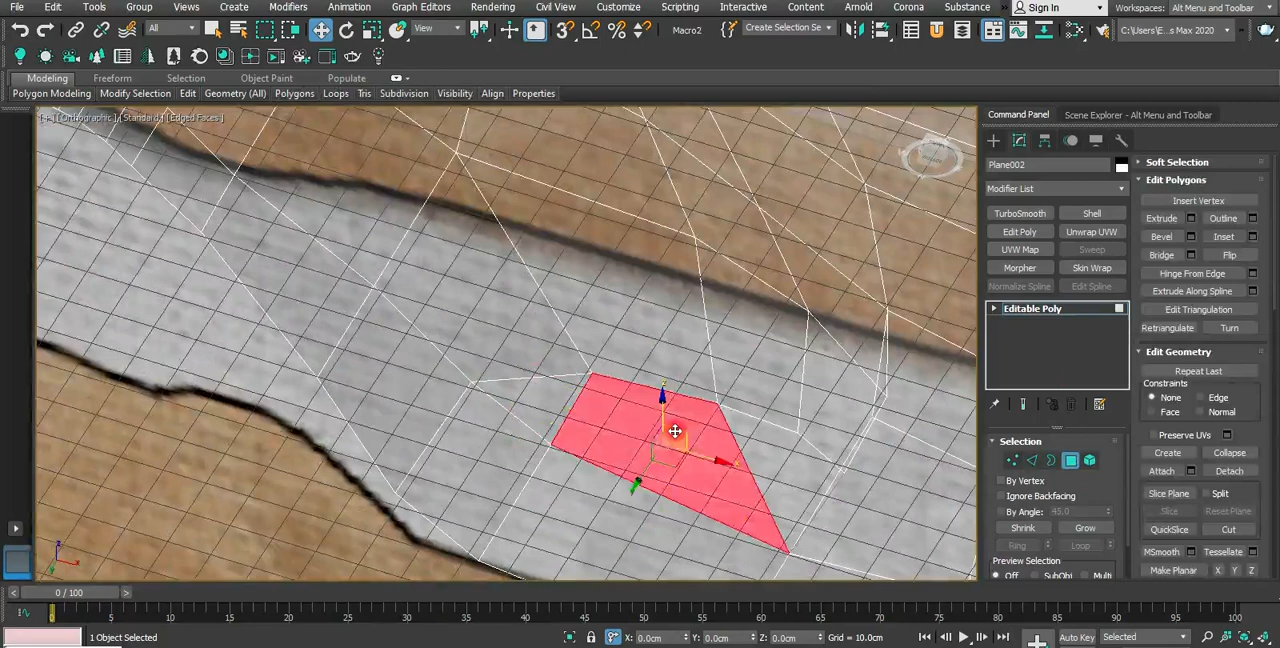 File Edit Tools Group Views Create Modifiers Animation Graph Editors Rendering Civil View Customize Scripting Interactive Content Arnold Corona Substance Sign In Workspaces: Alt Menu and Toolbar
All View Macro2 Create Selection Se C:\Users\E...s Max 2020
Modeling Freeform Selection Object Paint Populate
Polygon Modeling Modify Selection Edit Geometry (All) Polygons Loops Tris Subdivision Visibility Align Properties
[+] [Orthographic] [Standard] [Edged Faces]
Command Panel Scene Explorer - Alt Menu and Toolbar
Plane002
Modifier List
TurboSmooth Shell
Edit Poly Unwrap UVW
UVW Map Sweep
Morpher Skin Wrap
Normalize Spline Edit Spline
Editable Poly
Selection
By Vertex
Ignore Backfacing
By Angle: 45.0
Shrink Grow
Ring Loop
Preview Selection
Off SubObj Multi
Soft Selection
Edit Polygons
Insert Vertex
Extrude Outline
Bevel Inset
Bridge Flip
Hinge From Edge
Extrude Along Spline
Edit Triangulation
Retriangulate Turn
Edit Geometry
Repeat Last
Constraints
None Edge
Face Normal
Preserve UVs
Create Collapse
Attach Detach
Slice Plane Split
Slice Reset Plane
QuickSlice Cut
MSmooth Tessellate
Make Planar X Y Z
0 / 100
0 5 10 15 20 25 30 35 40 45 50 55 60 65 70 75 80 85 90 95 100
1 Object Selected X: 0.0cm Y: 0.0cm Z: 0.0cm Grid = 10.0cm Auto Key Selected